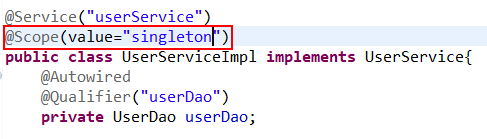 @Service("userService")
@Scope(value="singleton")
public class UserServiceImpl implements UserService{
@Autowired
@Qualifier("userDao")
private UserDao userDao;